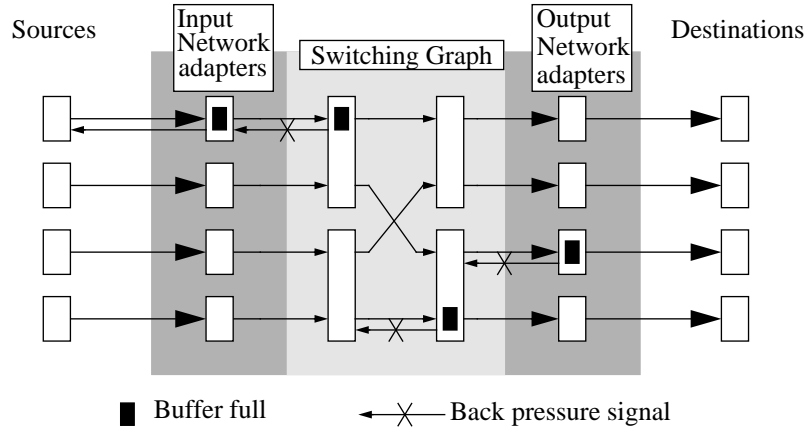 Sources
Input
Network
adapters
Switching Graph
Output
Network
adapters
Destinations
Buffer full
Back pressure signal